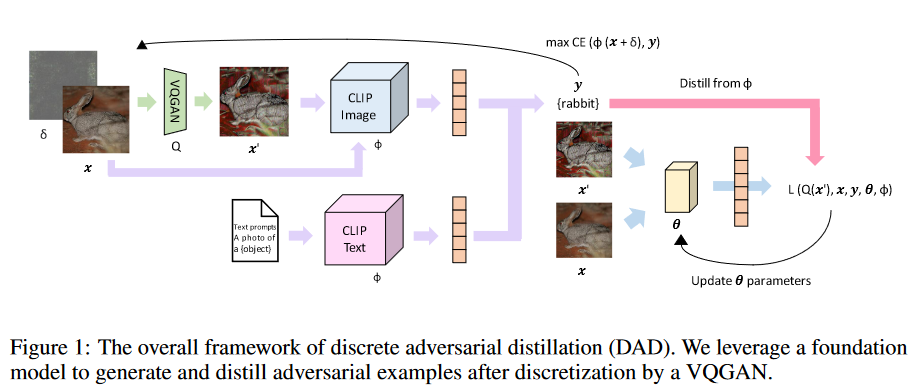 max CE (ϕ (x + δ), y)
VQGAN
CLIP
Image
y
{rabbit}
Distill from ϕ
δ
Q
x'
ϕ
x
x'
L (Q(x'), x, y, θ, ϕ)
Text prompts
A photo of
a {object}
CLIP
Text
θ
ϕ
x
Update θ parameters
Figure 1: The overall framework of discrete adversarial distillation (DAD). We leverage a foundation
model to generate and distill adversarial examples after discretization by a VQGAN.